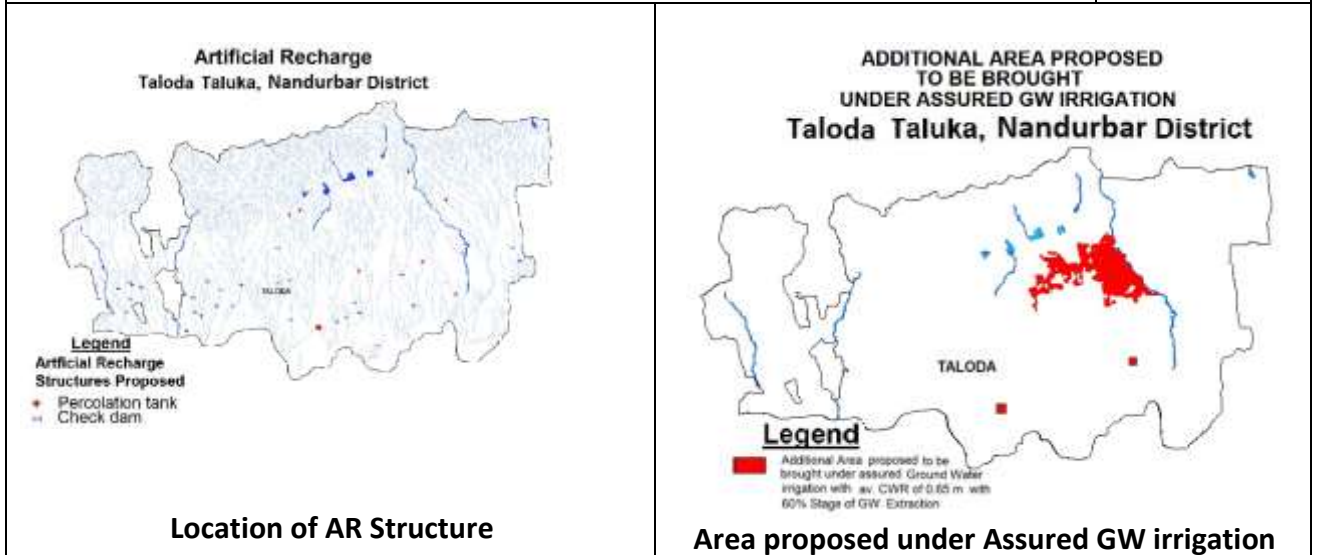 Artificial Recharge
Taloda Taluka, Nandurbar District
TALODA
Legend
Artificial Recharge
Structures Proposed
Percolation tank
Check dam
Location of AR Structure
ADDITIONAL AREA PROPOSED
TO BE BROUGHT
UNDER ASSURED GW IRRIGATION
Taloda Taluka, Nandurbar District
TALODA
Legend
Additional Area proposed to be
brought under assured Ground Water
irrigation with av. CWR of 0.65 m with
60% Stage of GW Extraction
Area proposed under Assured GW irrigation